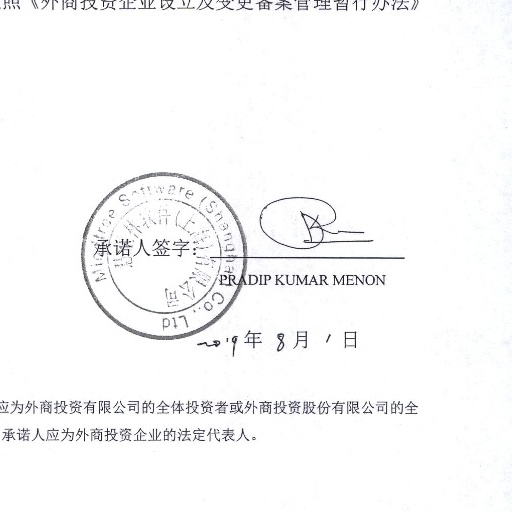 照《外商投资企业设立及变更备案管理暂行办法》
Mindtree Software (Shanghai) Co., Ltd
软件(上海)有限公司
承诺人签字：
PRADIP KUMAR MENON
2019年 8月 1日
应为外商投资有限公司的全体投资者或外商投资股份有限公司的全
承诺人应为外商投资企业的法定代表人。